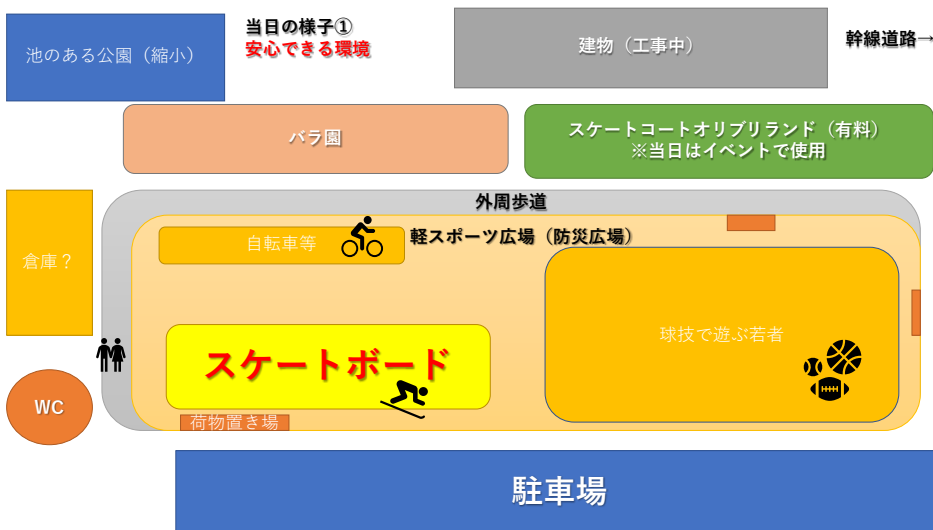 池のある公園（縮小）
当日の様子①
安心できる環境
建物（工事中）
幹線道路→
バラ園
スケートコートオリブリランド（有料）
※当日はイベントで使用
外周歩道
倉庫？
自転車等
軽スポーツ広場（防災広場）
球技で遊ぶ若者
スケートボード
WC
荷物置き場
駐車場